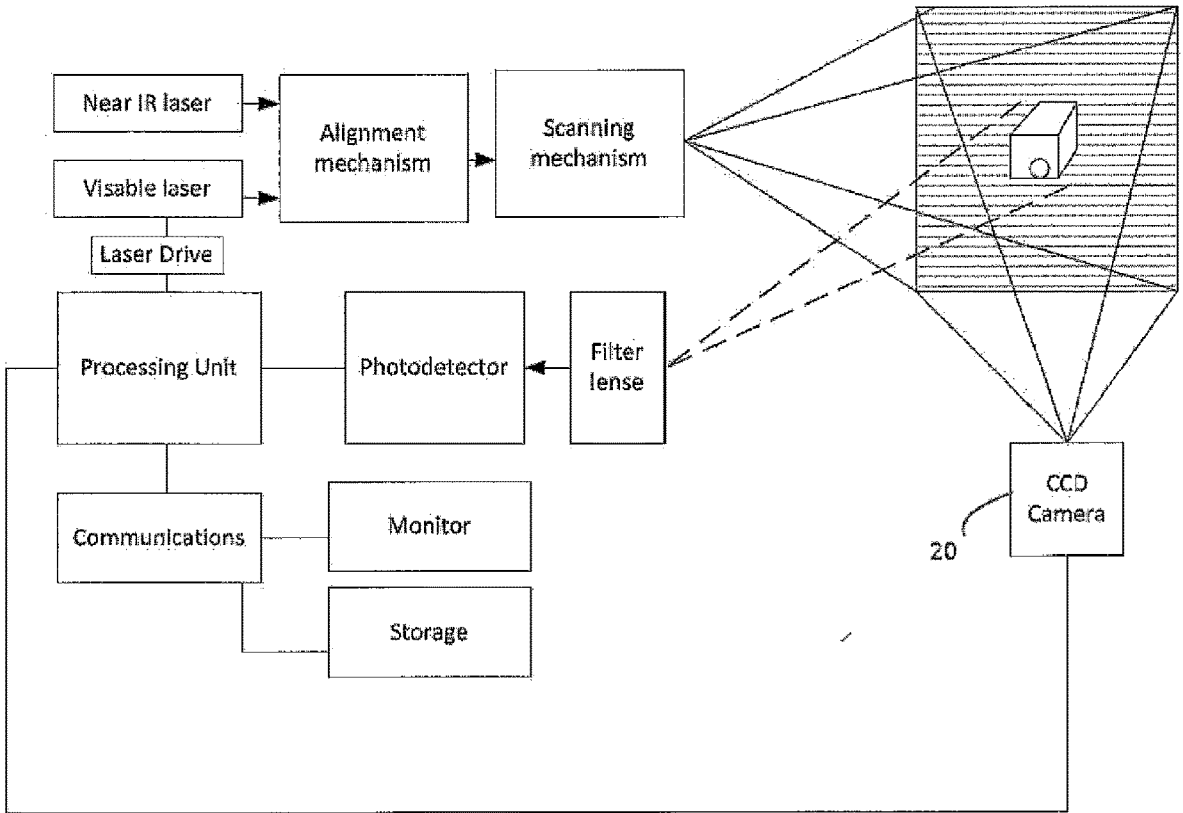 Near IR laser
Visable laser
Laser Drive
Alignment
mechanism
Scanning
mechanism
Processing Unit
Photodetector
Filter
lense
Communications
Monitor
Storage
CCD
Camera
20